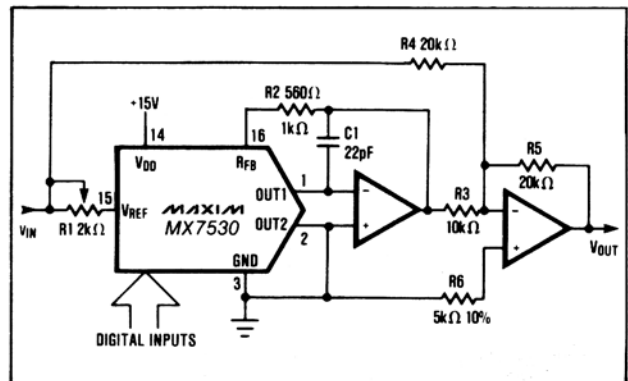 R4 20kΩ
+15V
R2 560Ω
14
16
1kΩ
C1
22pF
R5
20kΩ
VDD
RFB
1
15
VREF
OUT1
-
R3
10kΩ
-
VIN
R1 2kΩ
MAXIM
MX7530
OUT2
+
2
+
VOUT
GND
3
R6
5kΩ 10%
DIGITAL INPUTS